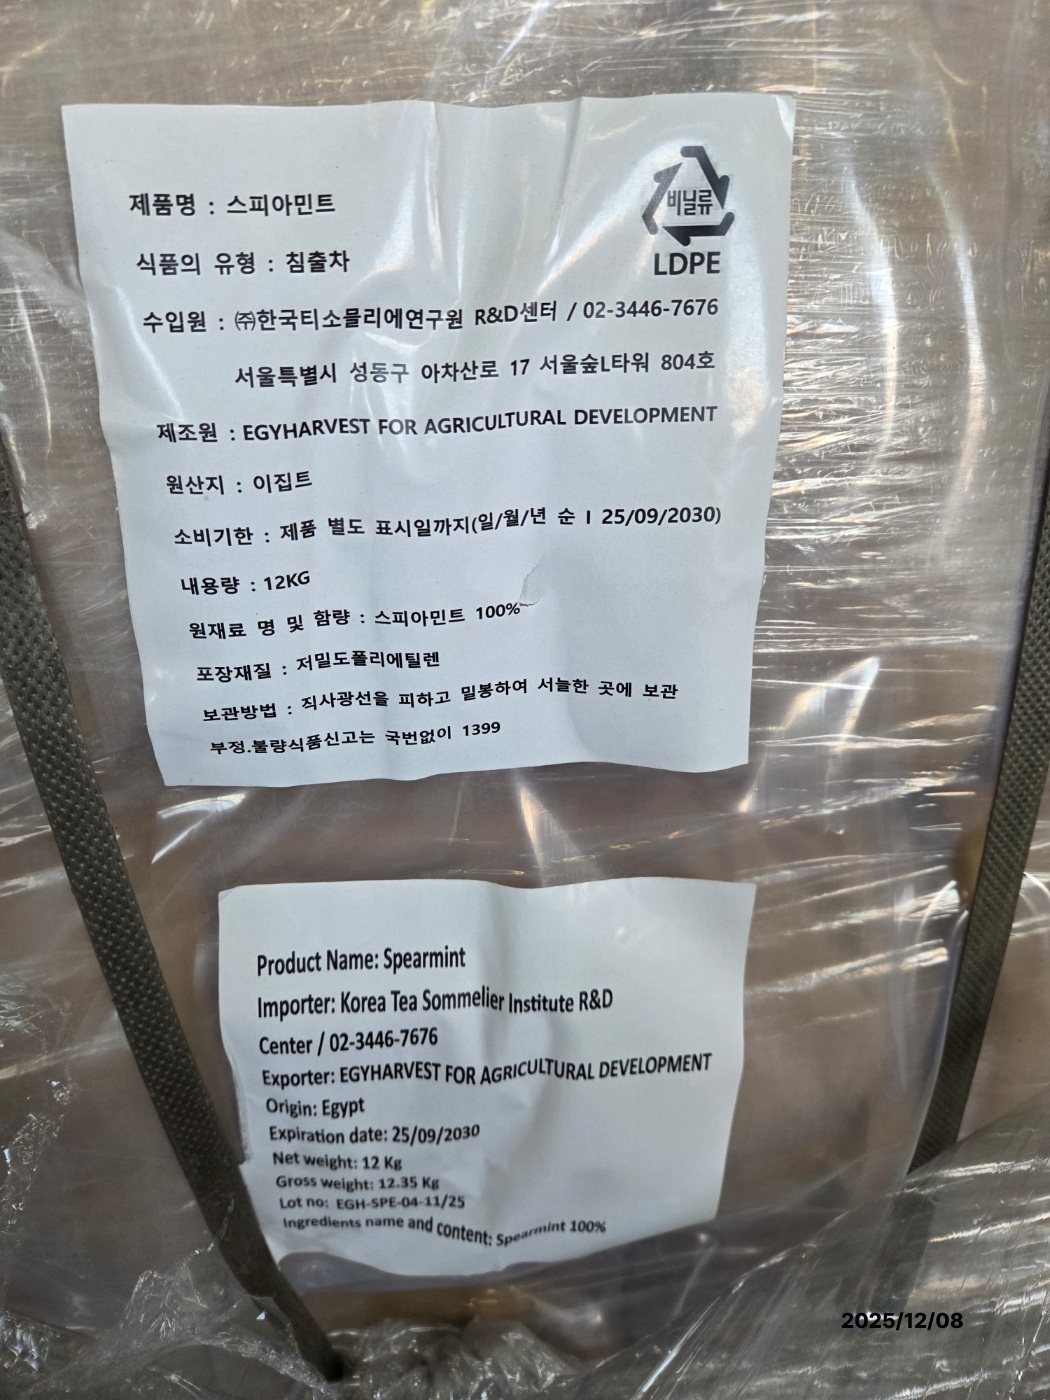 제품명 : 스피아민트
비닐류
LDPE
식품의 유형 : 침출차
수입원 : ㈜한국티소믈리에연구원 R&D센터 / 02-3446-7676
서울특별시 성동구 아차산로 17 서울숲L타워 804호
제조원 : EGYHARVEST FOR AGRICULTURAL DEVELOPMENT
원산지 : 이집트
소비기한 : 제품 별도 표시일까지(일/월/년 순 I 25/09/2030)
내용량 : 12KG
원재료 명 및 함량 : 스피아민트 100%
포장재질 : 저밀도폴리에틸렌
보관방법 : 직사광선을 피하고 밀봉하여 서늘한 곳에 보관
부정.불량식품신고는 국번없이 1399
Product Name: Spearmint
Importer: Korea Tea Sommelier Institute R&D
Center / 02-3446-7676
Exporter: EGYHARVEST FOR AGRICULTURAL DEVELOPMENT
Origin: Egypt
Expiration date: 25/09/2030
Net weight: 12 Kg
Gross weight: 12.35 Kg
Lot no: EGH-SPE-04-11/25
Ingredients name and content: Spearmint 100%
2025/12/08